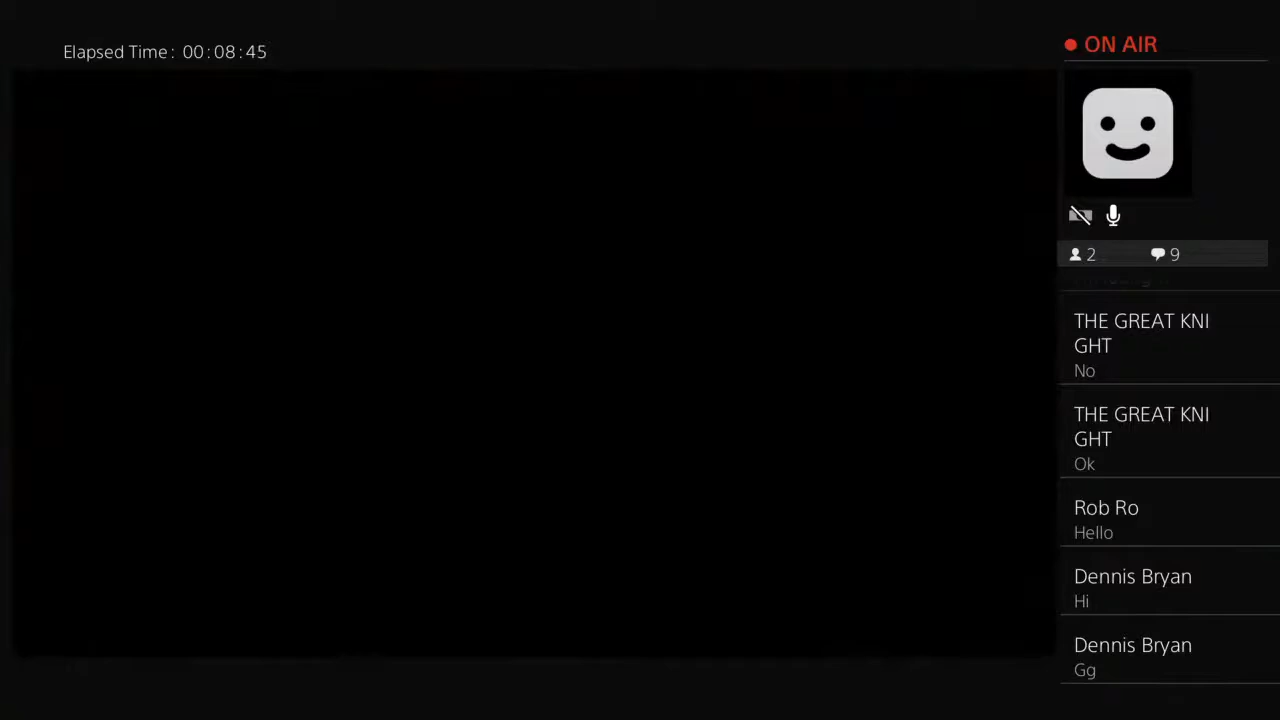 Elapsed Time: 00:08:45
ON AIR
2
9
THE GREAT KNI
GHT
No
THE GREAT KNI
GHT
Ok
Rob Ro
Hello
Dennis Bryan
Hi
Dennis Bryan
Gg